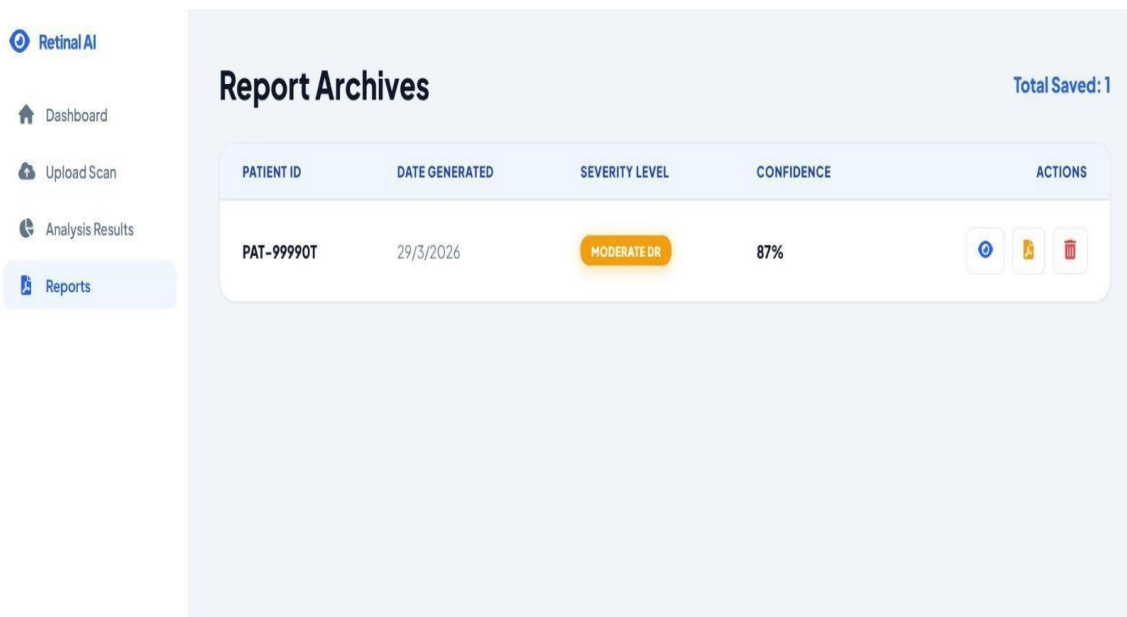 Retinal AI
Dashboard
Upload Scan
Analysis Results
Reports
Report Archives
Total Saved: 1
PATIENT ID DATE GENERATED SEVERITY LEVEL CONFIDENCE ACTIONS
PAT-99990T 29/3/2026 MODERATE DR 87%